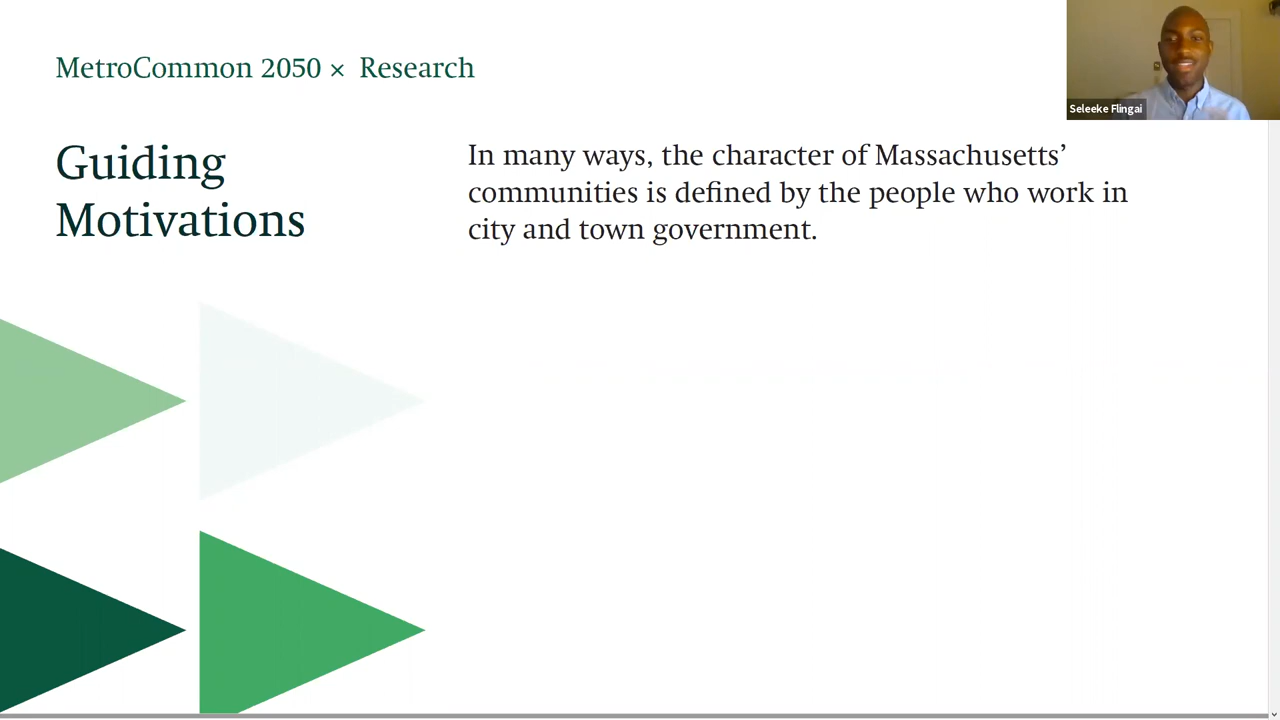 MetroCommon 2050 × Research
Seleeke Flingai
Guiding
Motivations
In many ways, the character of Massachusetts’
communities is defined by the people who work in
city and town government.